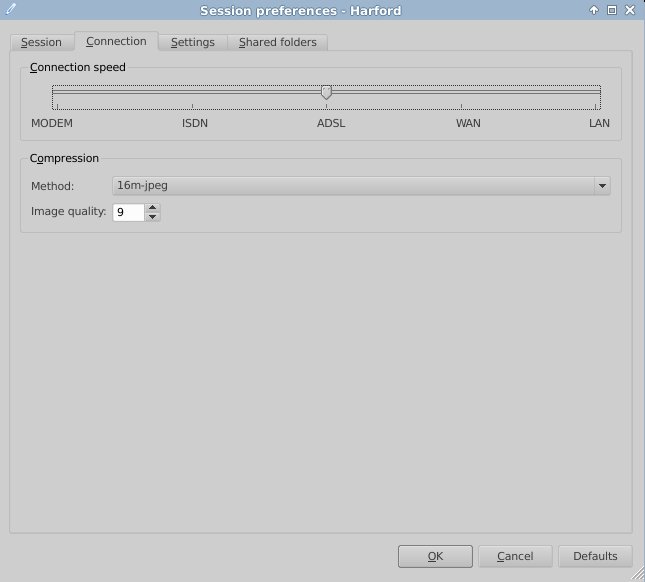 Session preferences - Harford
Session Connection Settings Shared folders
Connection speed
MODEM ISDN ADSL WAN LAN
Compression
Method: 16m-jpeg
Image quality: 9
OK Cancel Defaults